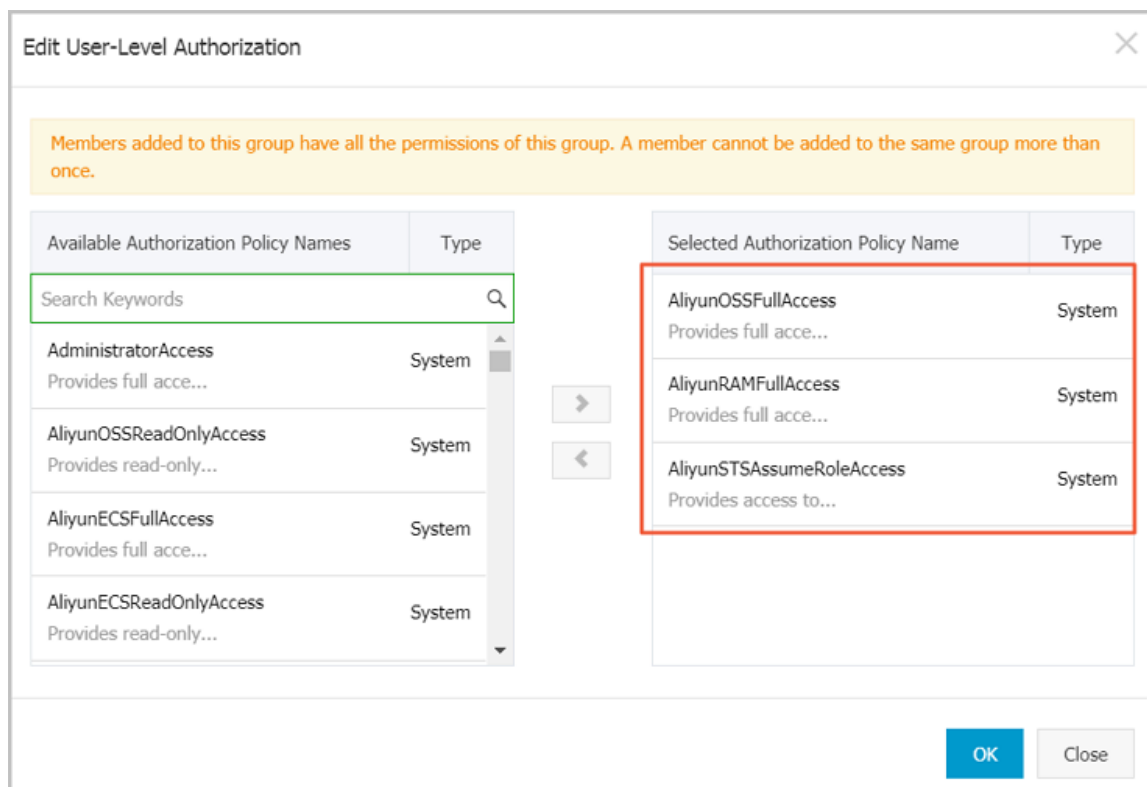 Edit User-Level Authorization
Members added to this group have all the permissions of this group. A member cannot be added to the same group more than
once.
Available Authorization Policy Names Type
Search Keywords
AdministratorAccess System
Provides full acce...
AliyunOSSReadOnlyAccess System
Provides read-only...
AliyunECSFullAccess System
Provides full acce...
AliyunECSReadOnlyAccess System
Provides read-only...
Selected Authorization Policy Name Type
AliyunOSSFullAccess System
Provides full acce...
AliyunRAMFullAccess System
Provides full acce...
AliyunSTSAssumeRoleAccess System
Provides access to...
OK Close